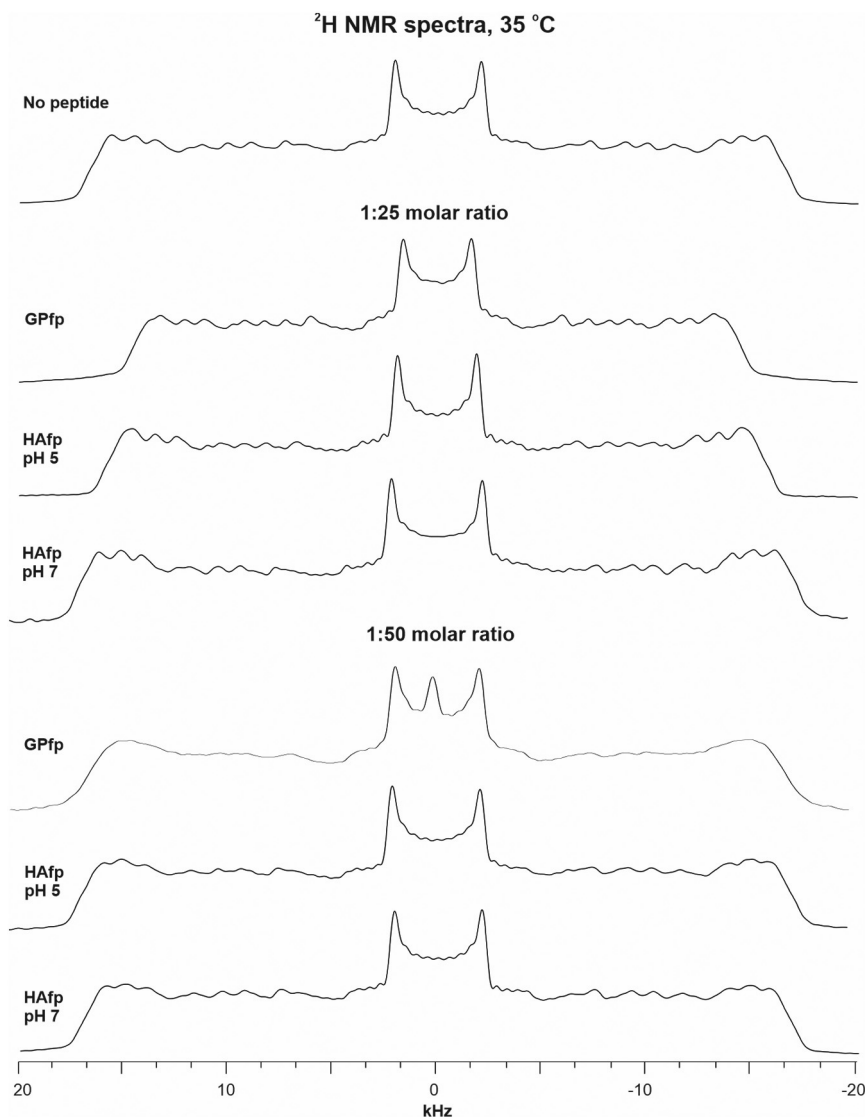 ²H NMR spectra, 35 °C
No peptide
1:25 molar ratio
GPfp
HAfp
pH 5
HAfp
pH 7
1:50 molar ratio
GPfp
HAfp
pH 5
HAfp
pH 7
20 10 0 -10 -20
kHz